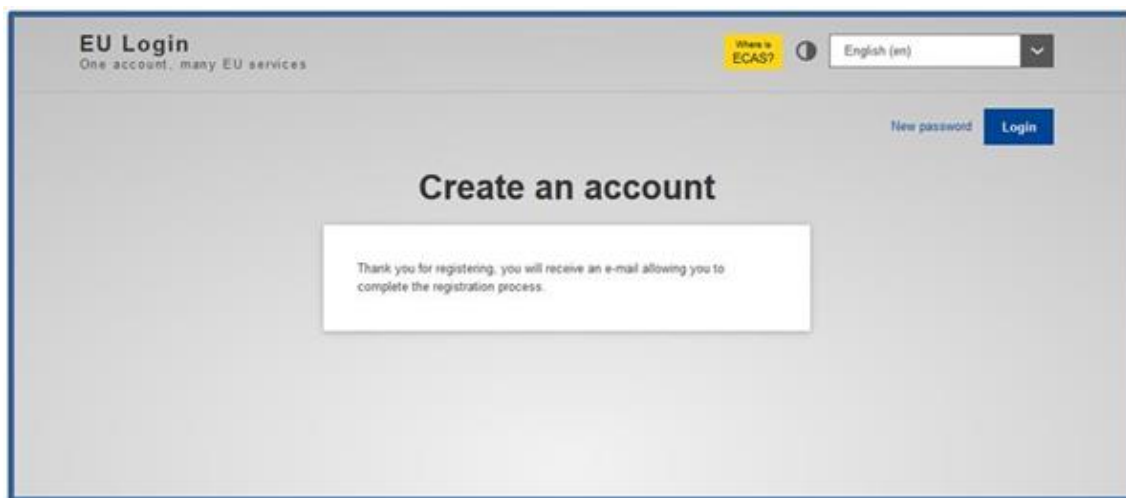 EU Login
One account, many EU services
Where is
ECAS?
English (en)
New password
Login
Create an account
Thank you for registering, you will receive an e-mail allowing you to
complete the registration process.